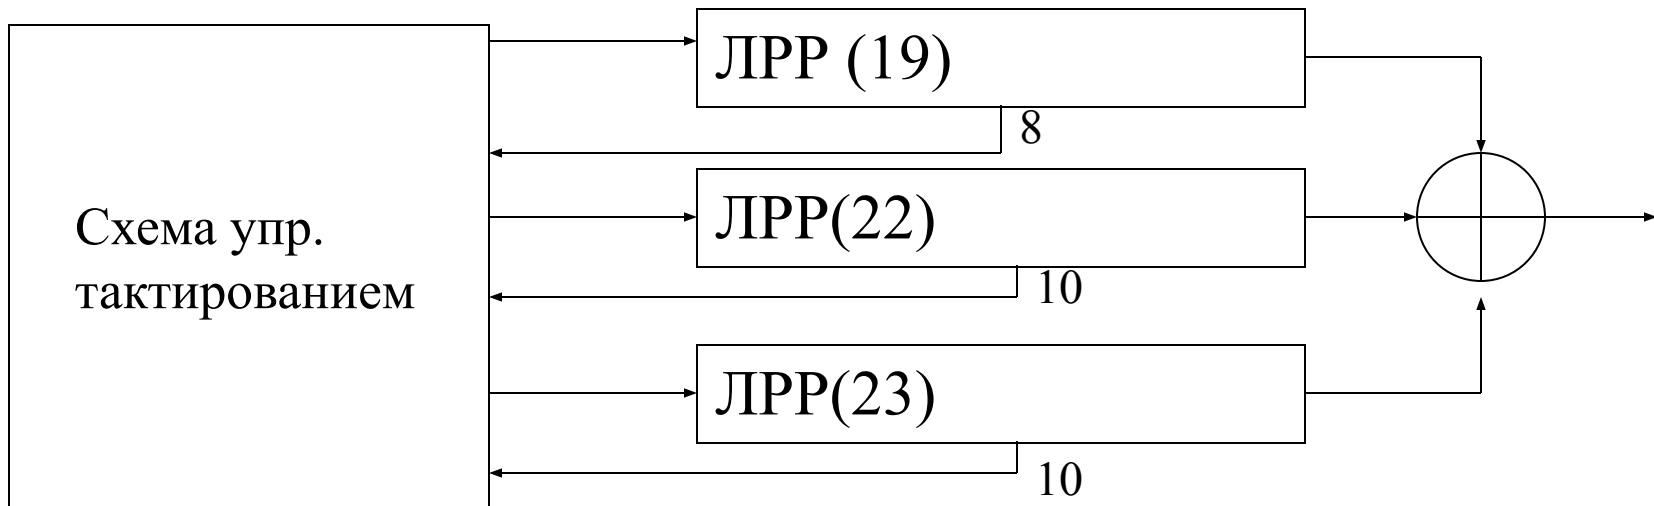 ЛРР (19)
8
ЛРР(22)
Схема упр.
тактированием
10
ЛРР(23)
10